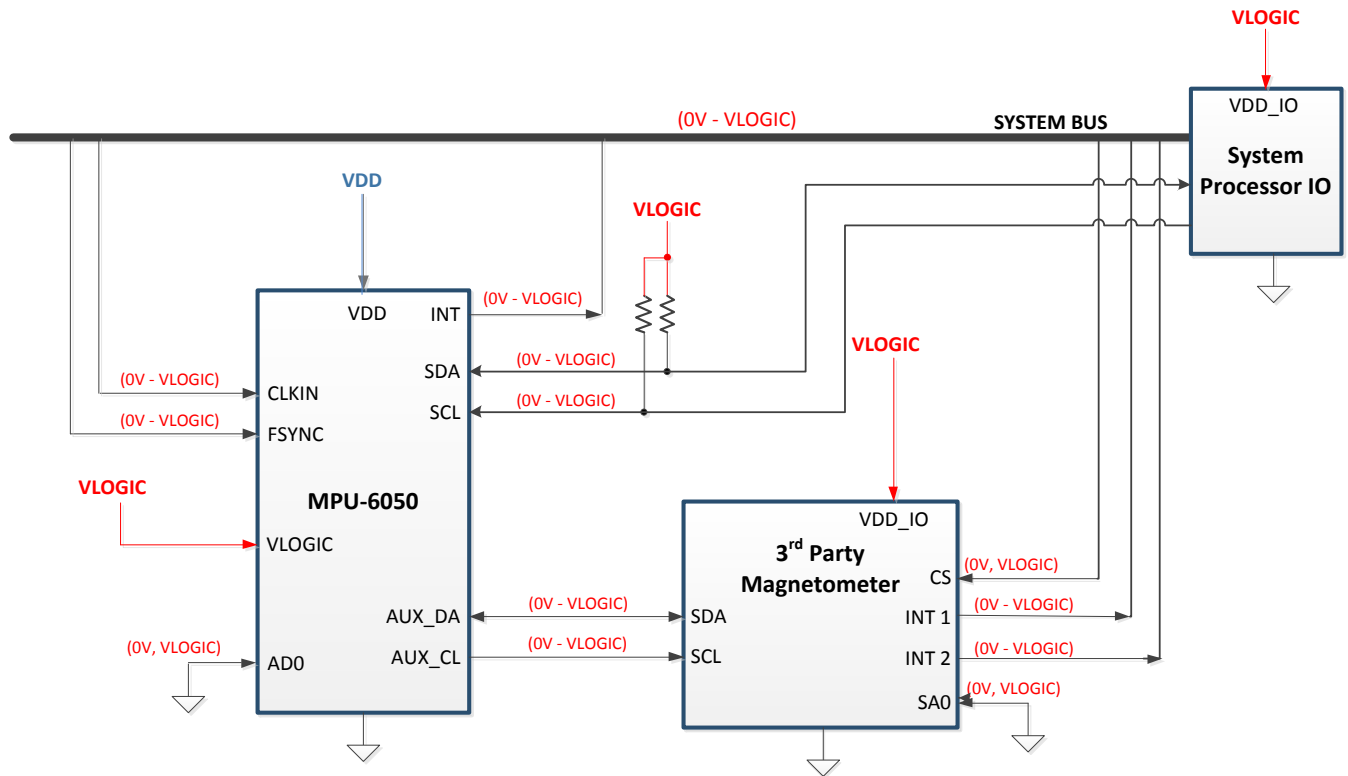 VLOGIC
VDD_IO
System
Processor IO
(0V - VLOGIC)
SYSTEM BUS
VDD
VLOGIC
VDD
INT
(0V - VLOGIC)
SDA
(0V - VLOGIC)
SCL
(0V - VLOGIC)
(0V - VLOGIC)
CLKIN
(0V - VLOGIC)
FSYNC
VLOGIC
VLOGIC
MPU-6050
AUX_DA
(0V - VLOGIC)
AUX_CL
(0V - VLOGIC)
(0V, VLOGIC)
AD0
VLOGIC
VDD_IO
3rd Party
Magnetometer
SDA
SCL
CS
(0V, VLOGIC)
INT 1
(0V - VLOGIC)
INT 2
(0V - VLOGIC)
SA0
(0V, VLOGIC)